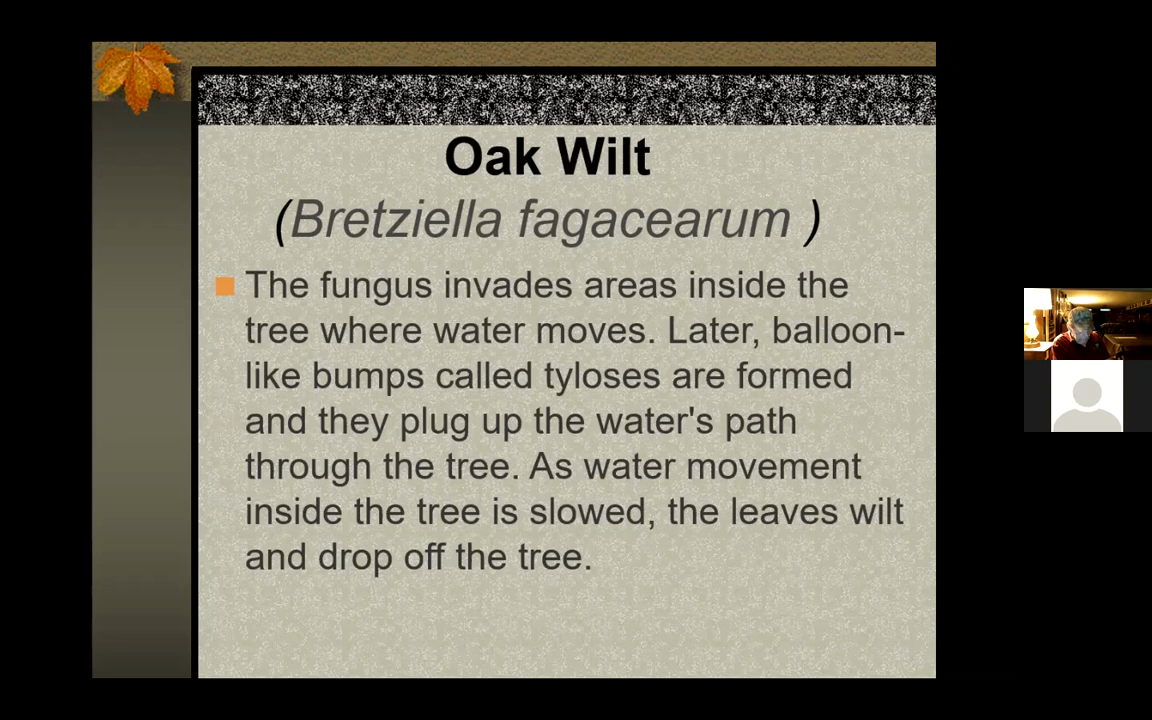 Oak Wilt
(Bretziella fagacearum )
The fungus invades areas inside the
tree where water moves. Later, balloon-
like bumps called tyloses are formed
and they plug up the water's path
through the tree. As water movement
inside the tree is slowed, the leaves wilt
and drop off the tree.